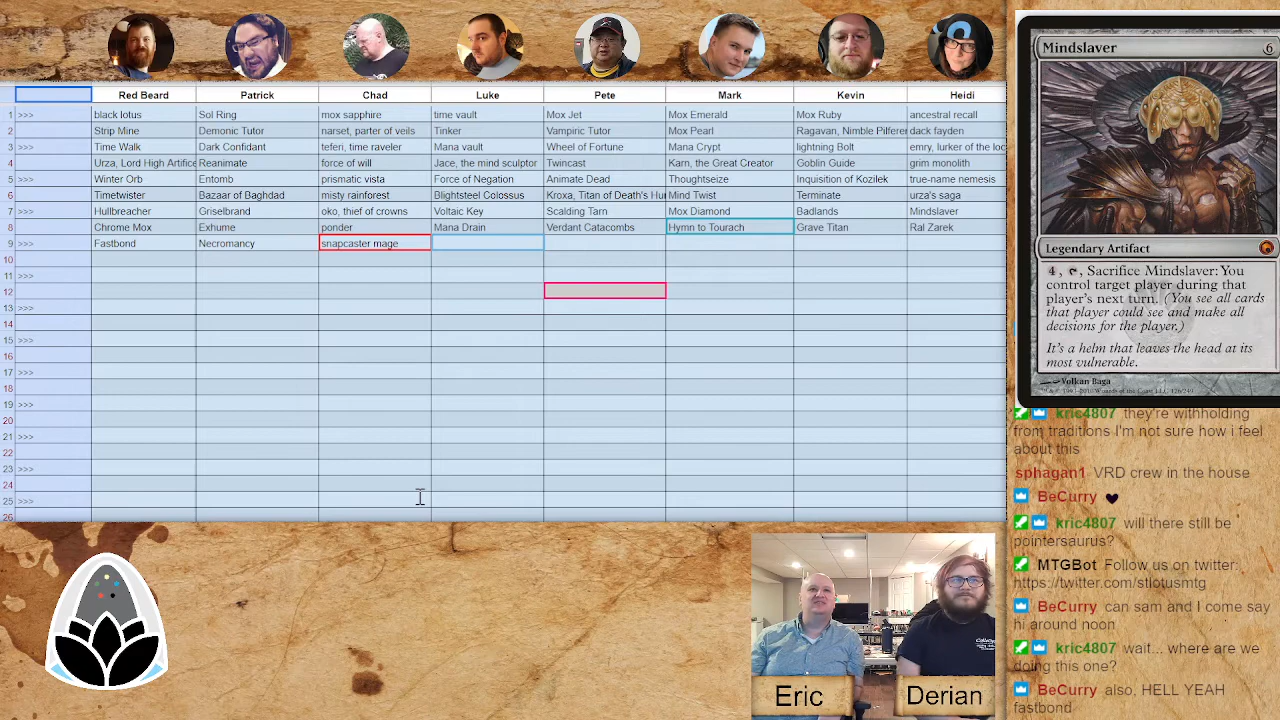 Red Beard Patrick Chad Luke Pete Mark Kevin Heidi
1 >>> black lotus Sol Ring mox sapphire time vault Mox Jet Mox Emerald Mox Ruby ancestral recall
2 Strip Mine Demonic Tutor narset, parter of veils Tinker Vampiric Tutor Mox Pearl Ragavan, Nimble Pilferer dack fayden
3 >>> Time Walk Dark Confidant teferi, time raveler Mana vault Wheel of Fortune Mana Crypt lightning Bolt emry, lurker of the loc
4 Urza, Lord High Artifice Reanimate force of will Jace, the mind sculptor Twincast Karn, the Great Creator Goblin Guide grim monolith
5 >>> Winter Orb Entomb prismatic vista Force of Negation Animate Dead Thoughtseize Inquisition of Kozilek true-name nemesis
6 Timetwister Bazaar of Baghdad misty rainforest Blightsteel Colossus Kroxa, Titan of Death's Hu Mind Twist Terminate urza's saga
7 >>> Hullbreacher Griselbrand oko, thief of crowns Voltaic Key Scalding Tarn Mox Diamond Badlands Mindslaver
8 Chrome Mox Exhume ponder Mana Drain Verdant Catacombs Hymn to Tourach Grave Titan Ral Zarek
9 >>> Fastbond Necromancy snapcaster mage
10
11 >>>
12
13 >>>
14
15 >>>
16
17 >>>
18
19 >>>
20
21 >>>
22
23 >>>
24
25 >>>
26
Mindslaver 6
Legendary Artifact
4, Sacrifice Mindslaver: You
control target player during that
player's next turn. (You see all cards
that player could see and make all
decisions for the player.)
It's a helm that leaves the head at its
most vulnerable.
Volkan Baga
kric4807 they're withholding
from traditions I'm not sure how i feel
about this
sphagan1 VRD crew in the house
BeCurry
kric4807 will there still be
pointersaurus?
MTGBot Follow us on twitter:
https://twitter.com/stlotusmtg
BeCurry can sam and I come say
hi around noon
kric4807 wait... where are we
doing this one?
BeCurry also, HELL YEAH
fastbond
Eric
Derian